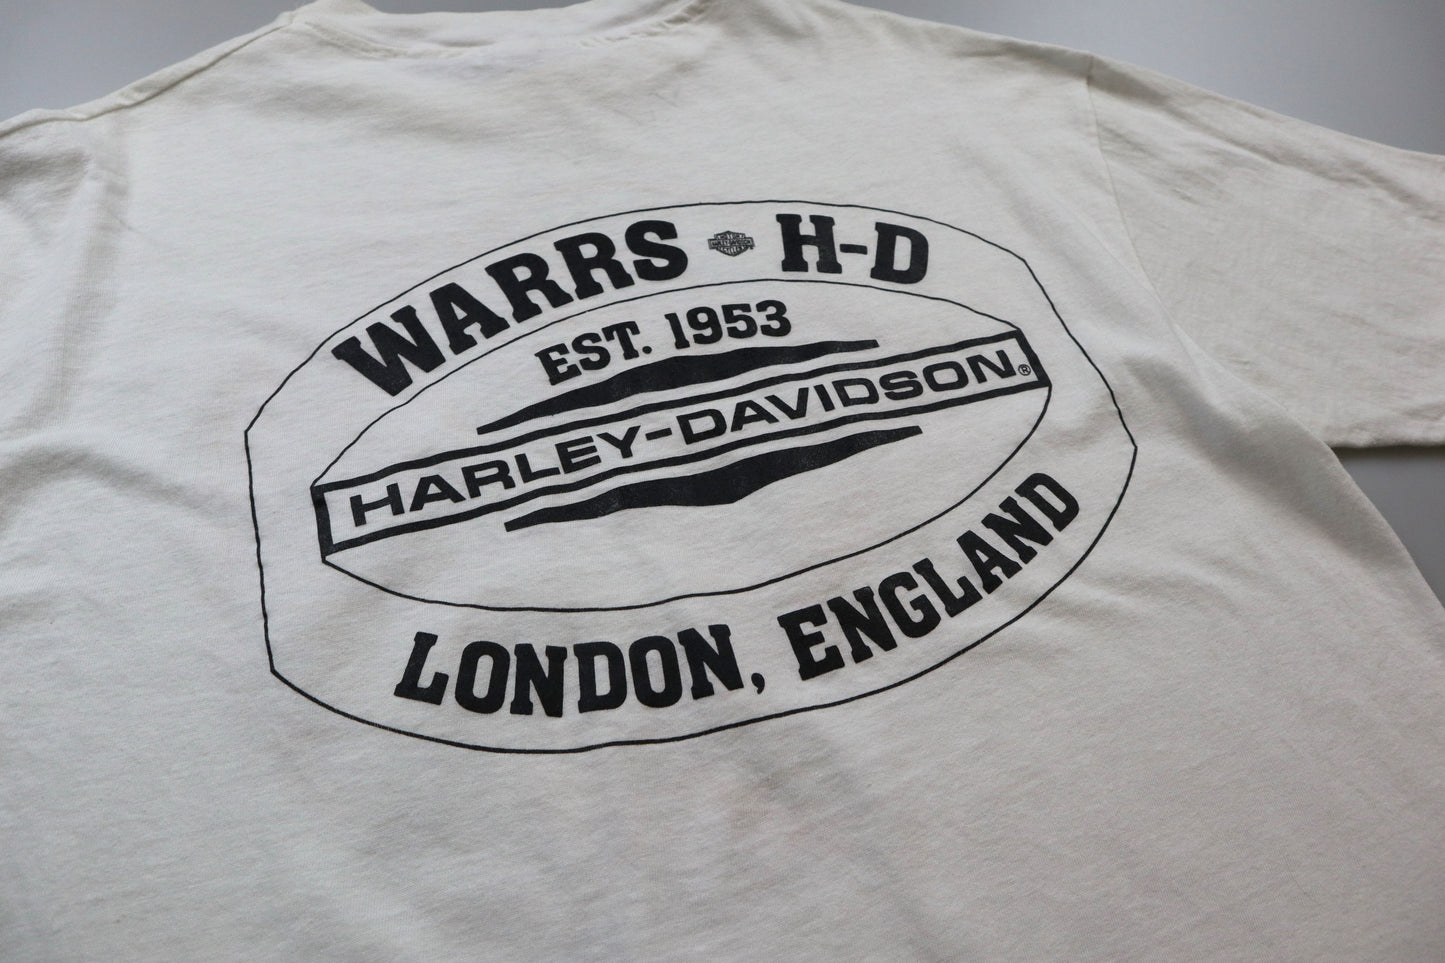 WARRS H-D
EST. 1953
HARLEY-DAVIDSON®
LONDON, ENGLAND